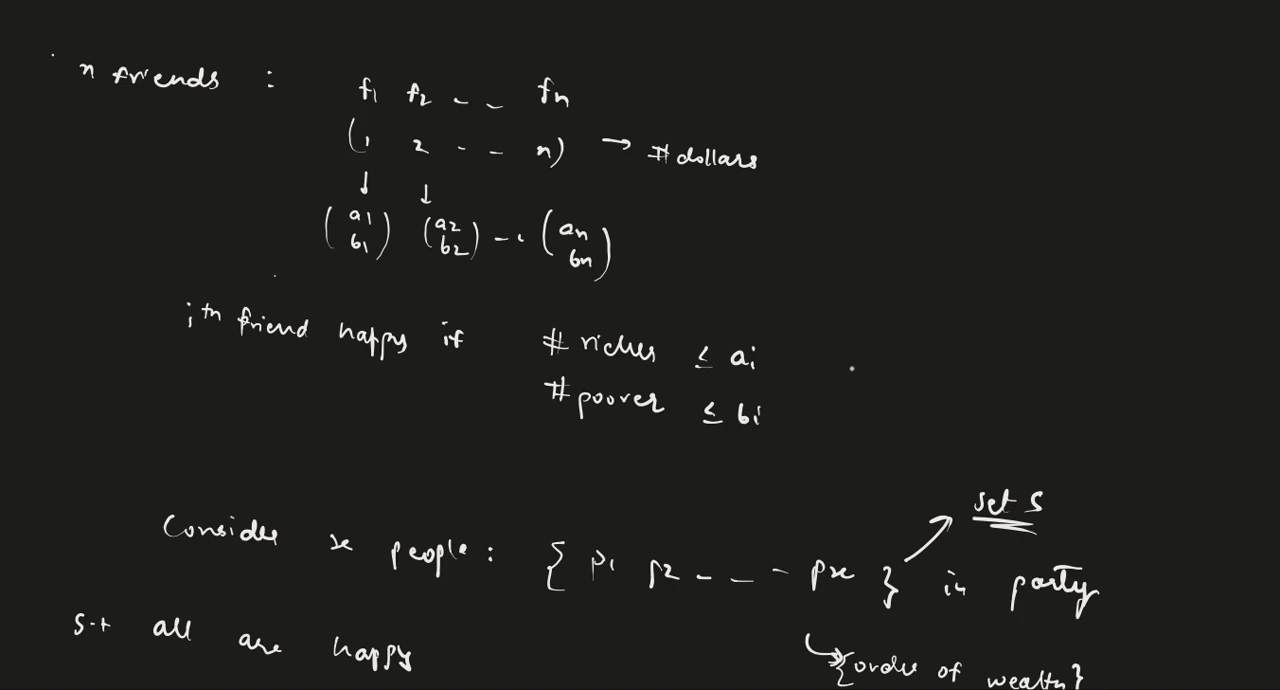 n friends : f1 f2 - - fn
(1 2 - - n) → # dollars
↓ ↓
(a1 b1) (a2 b2) - - (an bn)
ith friend happy if # richer ≤ ai
# poorer ≤ bi
set S
Consider x people : { p1 p2 - - - px } in party
s.t all are happy
{order of wealth}